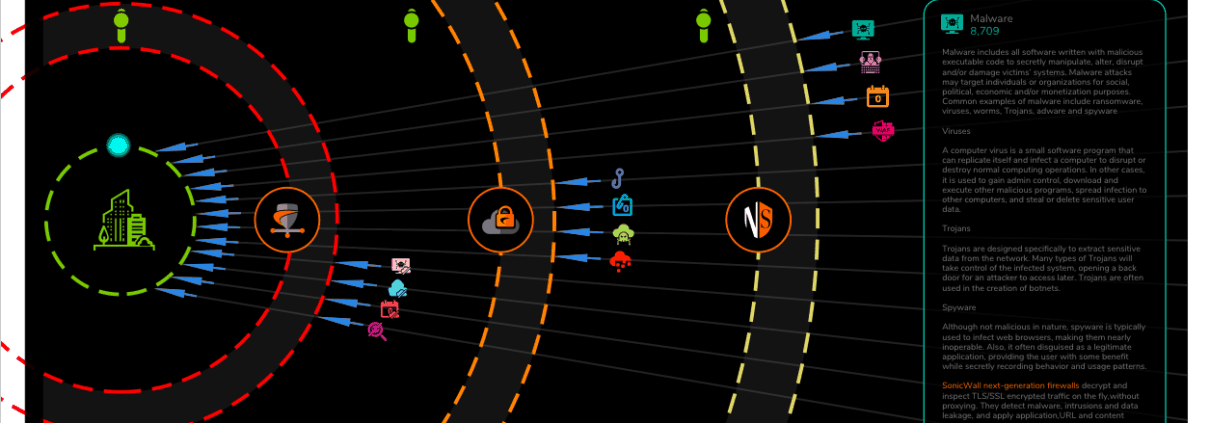 Malware
8,709
Malware includes all software written with malicious
executable code to secretly manipulate, alter, disrupt
and/or damage victims' systems. Malware attacks
may target individuals or organizations for social,
political, economic and/or monetization purposes.
Common examples of malware include ransomware,
viruses, worms, Trojans, adware and spyware
Viruses
A computer virus is a small software program that
can replicate itself and infect a computer to disrupt or
destroy normal computing operations. In other cases,
it is used to gain admin control, download and
execute other malicious programs, spread infection to
other computers, and steal or delete sensitive user
data.
Trojans
Trojans are designed specifically to extract sensitive
data from the network. Many types of Trojans will
take control of the infected system, opening a back
door for an attacker to access later. Trojans are often
used in the creation of botnets.
Spyware
Although not malicious in nature, spyware is typically
used to infect web browsers, making them nearly
inoperable. Also, it often disguised as a legitimate
application, providing the user with some benefit
while secretly recording behavior and usage patterns.
SonicWall next-generation firewalls decrypt and
inspect TLS/SSL encrypted traffic on the fly,without
proxying. They detect malware, intrusions and data
leakage, and apply application,URL and content
0
0
NS